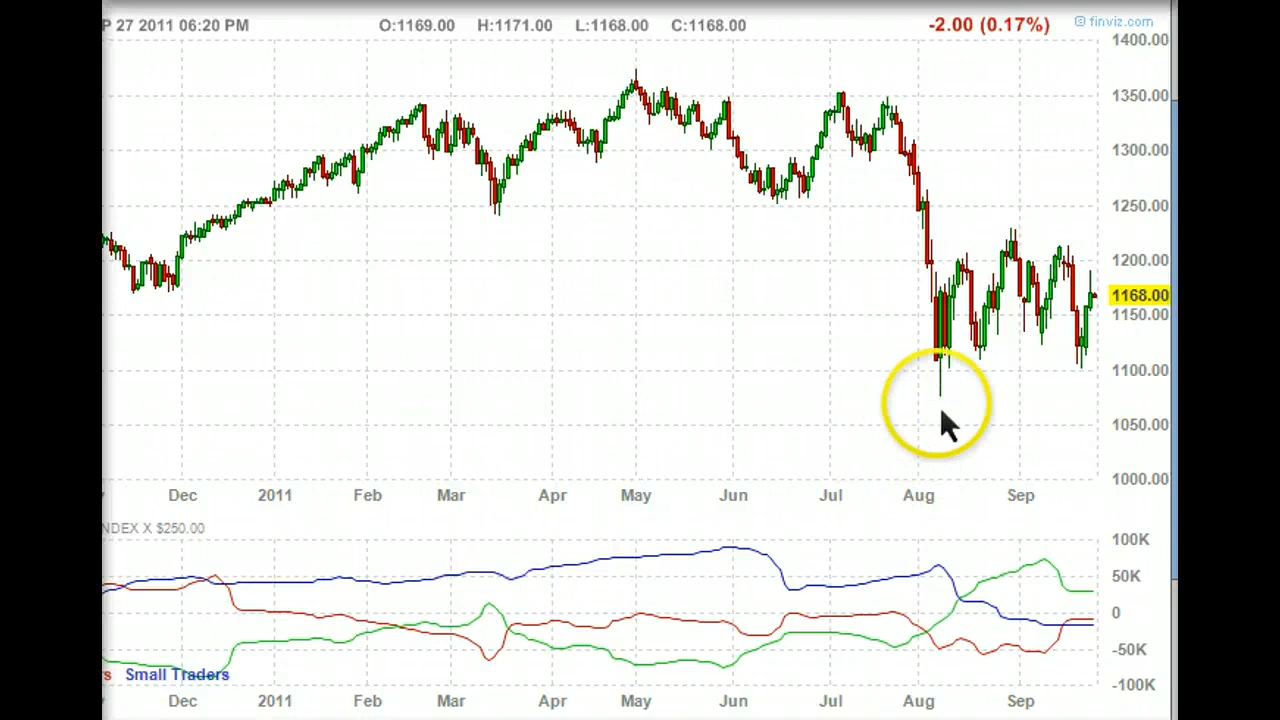 P 27 2011 06:20 PM O:1169.00 H:1171.00 L:1168.00 C:1168.00 -2.00 (0.17%) © finviz.com
1400.00
1350.00
1300.00
1250.00
1200.00
1168.00
1150.00
1100.00
1050.00
1000.00
Dec 2011 Feb Mar Apr May Jun Jul Aug Sep
NDEX X $250.00
100K
50K
0
-50K
rs Small Traders
-100K
Dec 2011 Feb Mar Apr May Jun Jul Aug Sep